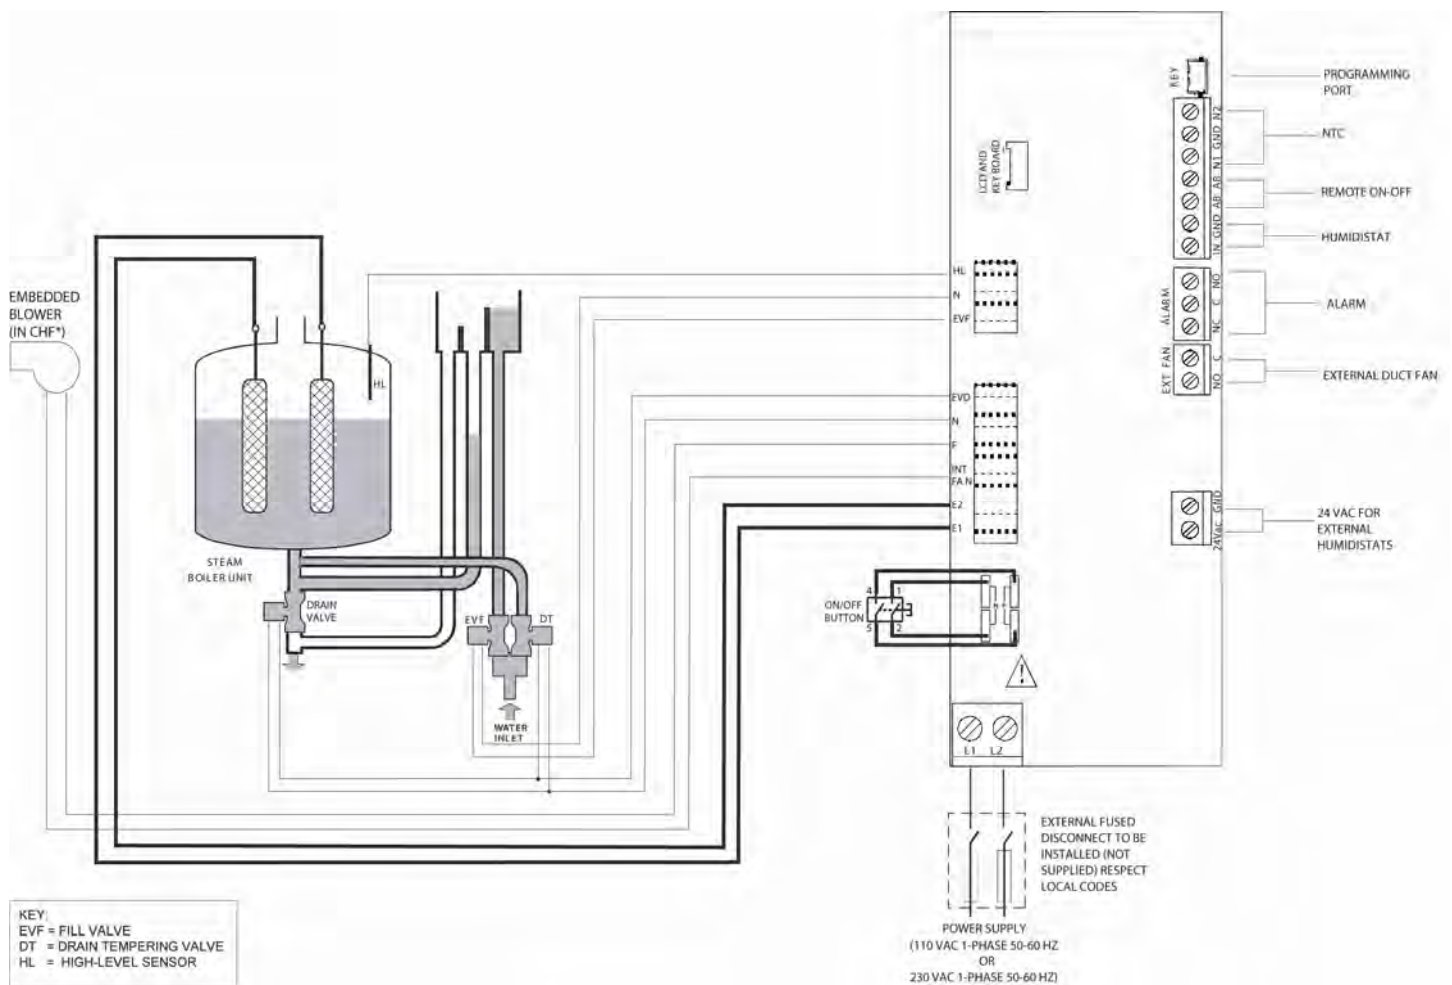 KEY
PROGRAMMING
PORT
N2
GND
N1
NTC
AB
AB
REMOTE ON-OFF
GND
IN
HUMIDISTAT
LCD AND
KEY BOARD
ALARM
NO
C
NC
ALARM
EXT FAN
C
NO
EXTERNAL DUCT FAN
GND
24VAC
24 VAC FOR
EXTERNAL
HUMIDISTATS
HL
N
EVF
EVD
N
F
INT
FAN
E2
E1
EMBEDDED
BLOWER
(IN CHF*)
HL
STEAM
BOILER UNIT
DRAIN
VALVE
EVF
DT
WATER
INLET
ON/OFF
BUTTON
4
1
5
2
L1
L2
EXTERNAL FUSED
DISCONNECT TO BE
INSTALLED (NOT
SUPPLIED) RESPECT
LOCAL CODES
POWER SUPPLY
(110 VAC 1-PHASE 50-60 HZ
OR
230 VAC 1-PHASE 50-60 HZ)
KEY:
EVF = FILL VALVE
DT = DRAIN TEMPERING VALVE
HL = HIGH-LEVEL SENSOR